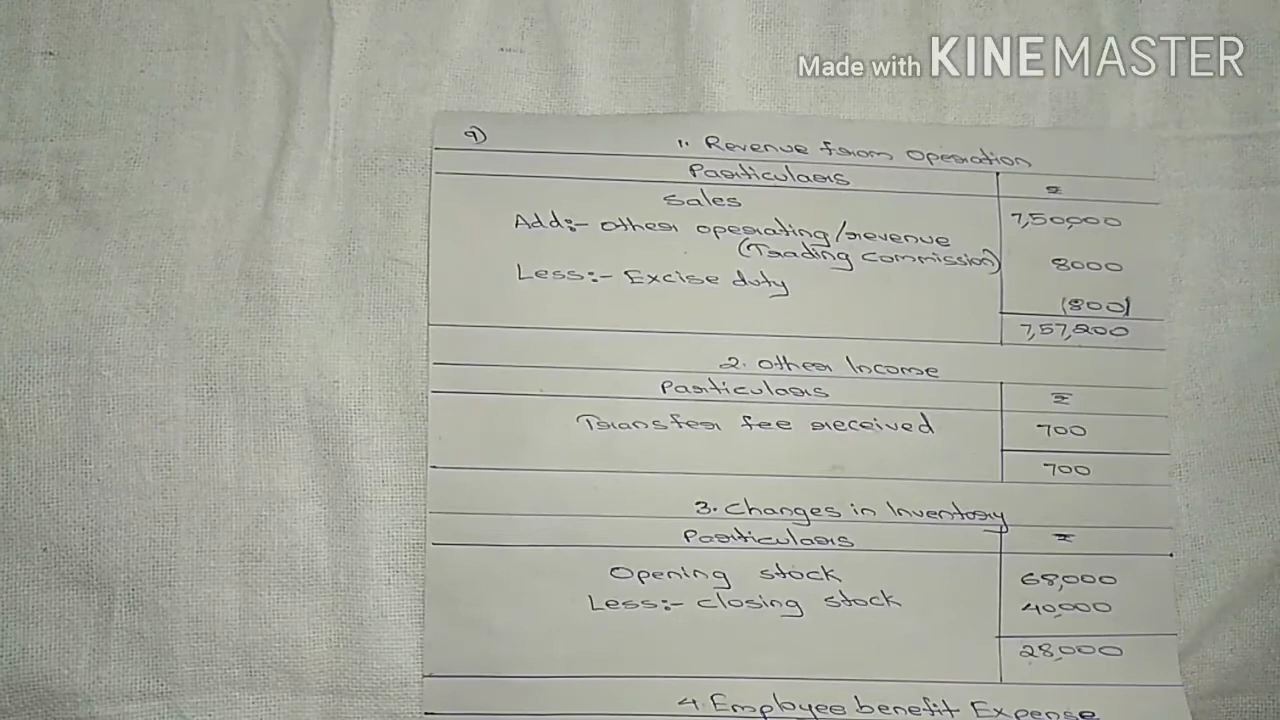 Made with KINEMASTER
9)
1. Revenue from Operation
Particulars ₹
Sales 7,50,000
Add:- other operating/revenue
(Trading commission) 8000
Less:- Excise duty (800)
7,57,200
2. Other Income
Particulars ₹
Transfer fee received 700
700
3. Changes in Inventory
Particulars ₹
Opening stock 68,000
Less:- closing stock 40,000
28,000
4. Employee benefit Expense